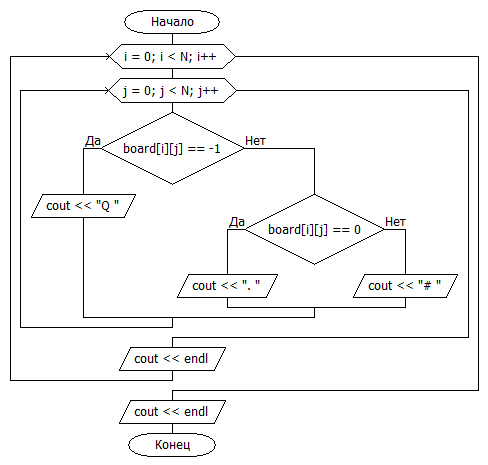 Начало
i = 0; i < N; i++
j = 0; j < N; j++
Да
board[i][j] == -1
Нет
cout << "Q "
Да
board[i][j] == 0
Нет
cout << ". "
cout << "# "
cout << endl
cout << endl
Конец